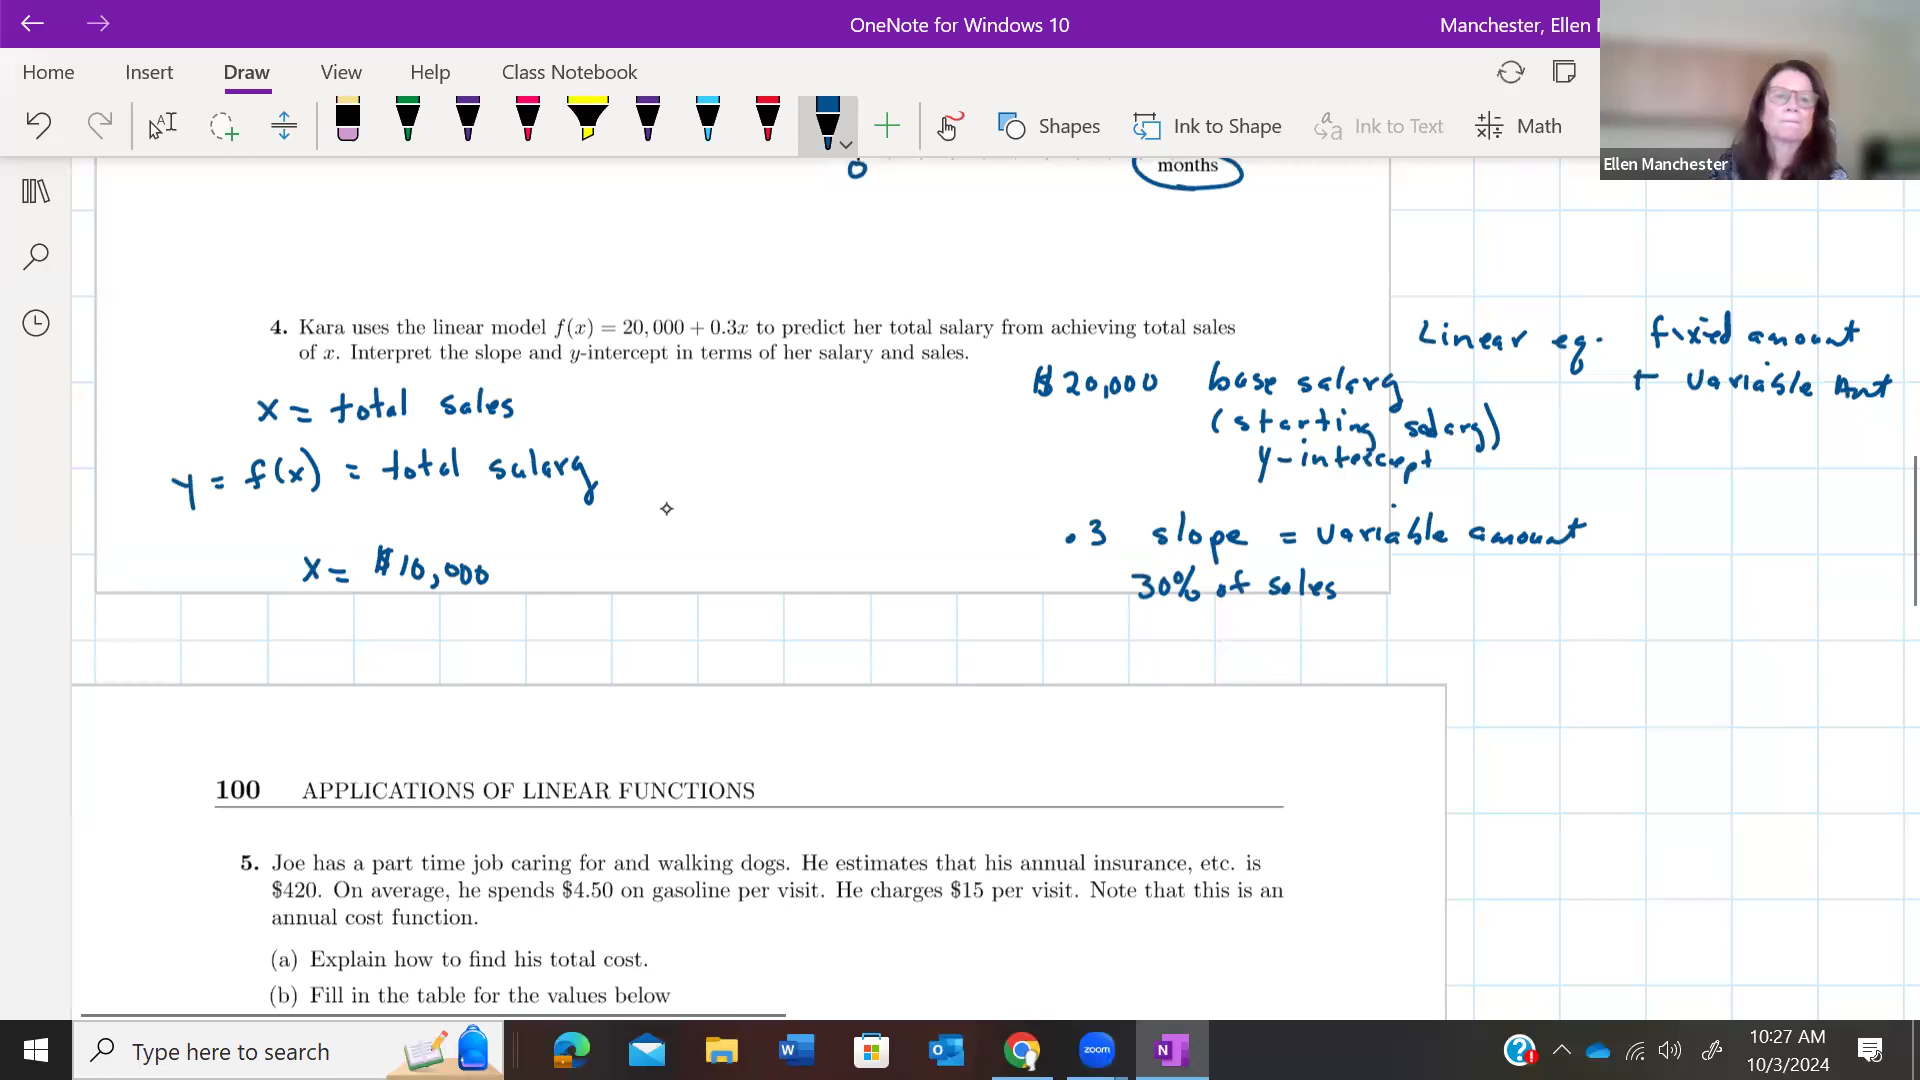 OneNote for Windows 10
Manchester, Ellen
Home Insert Draw View Help Class Notebook
Shapes Ink to Shape Ink to Text Math
Ellen Manchester
months
4. Kara uses the linear model f(x) = 20,000 + 0.3x to predict her total salary from achieving total sales
of x. Interpret the slope and y-intercept in terms of her salary and sales.
Linear eq. fixed amount
+ Variable Amt
x = total sales
$20,000 base salary
(starting salary)
y = f(x) = total salary
y-intercept
.3 slope = variable amount
x = $10,000
30% of sales
100 APPLICATIONS OF LINEAR FUNCTIONS
5. Joe has a part time job caring for and walking dogs. He estimates that his annual insurance, etc. is
$420. On average, he spends $4.50 on gasoline per visit. He charges $15 per visit. Note that this is an
annual cost function.
(a) Explain how to find his total cost.
(b) Fill in the table for the values below
Type here to search
zoom
10:27 AM
10/3/2024